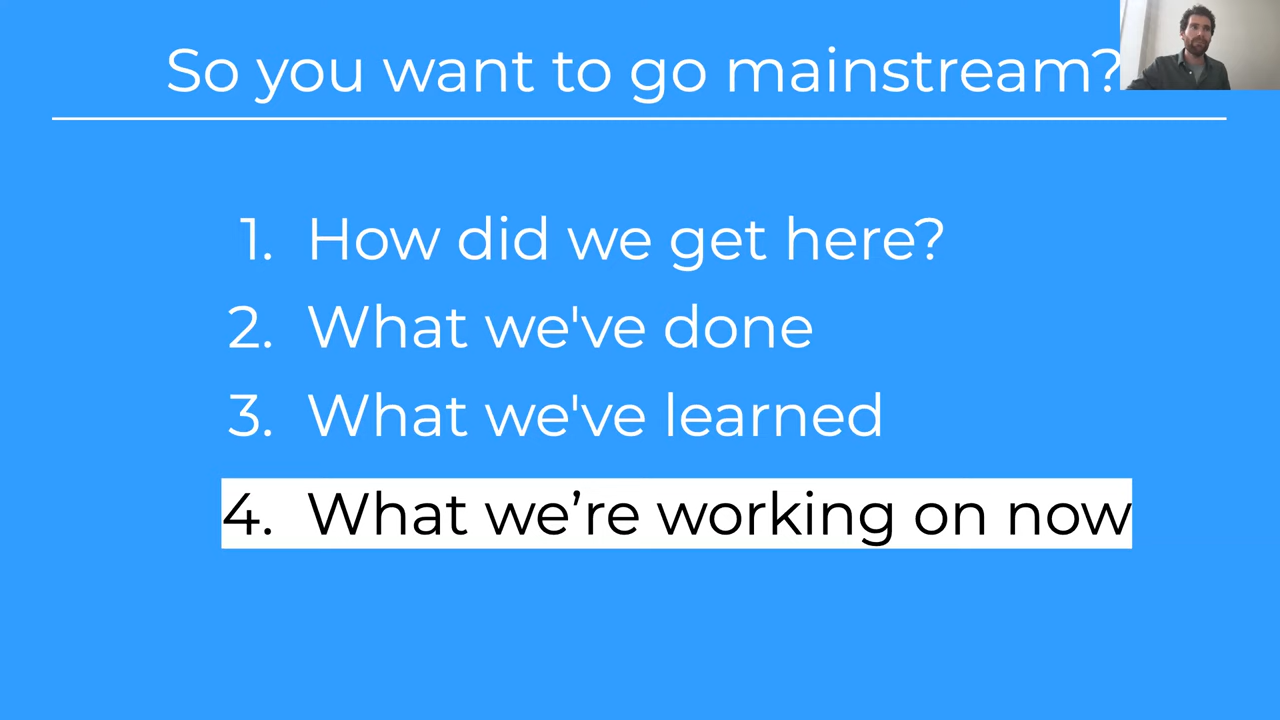 So you want to go mainstream?
1. How did we get here?
2. What we've done
3. What we've learned
4. What we’re working on now